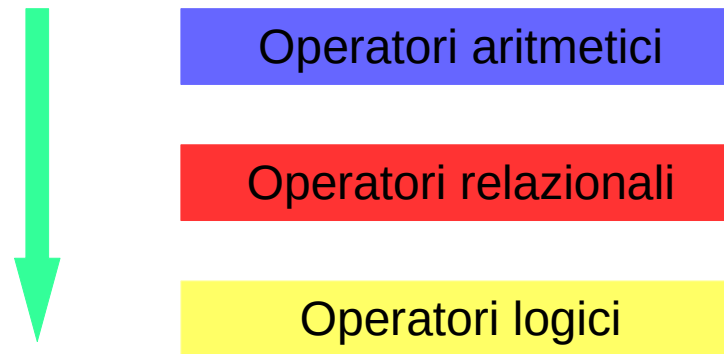 Operatori aritmetici
Operatori relazionali
Operatori logici